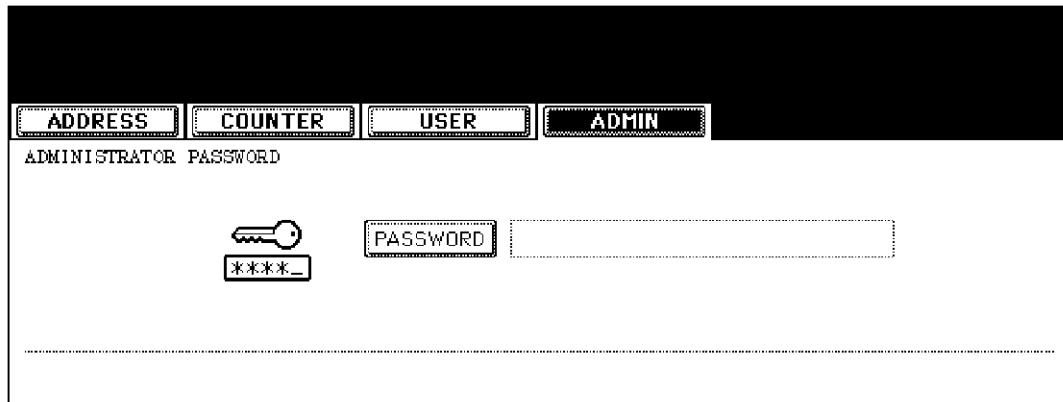 ADDRESS COUNTER USER ADMIN
ADMINISTRATOR PASSWORD
PASSWORD
****_